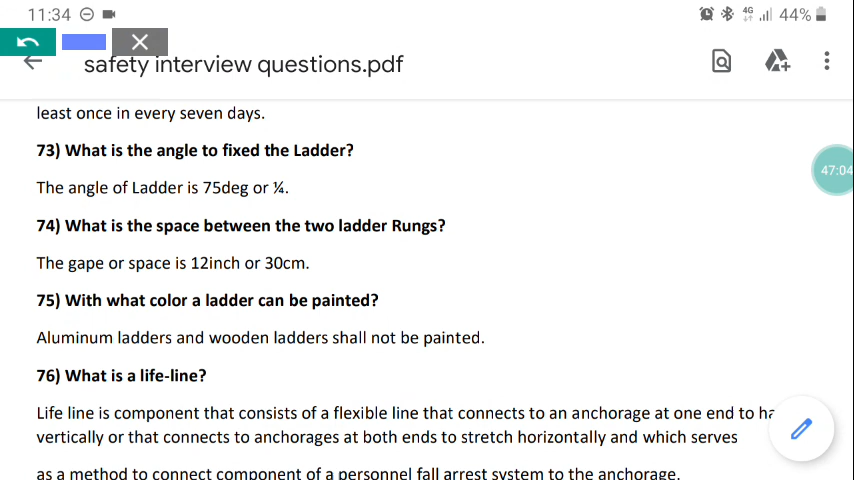 11:34
4G
44%
safety interview questions.pdf
least once in every seven days.
73) What is the angle to fixed the Ladder?
47:04
The angle of Ladder is 75deg or ¼.
74) What is the space between the two ladder Rungs?
The gape or space is 12inch or 30cm.
75) With what color a ladder can be painted?
Aluminum ladders and wooden ladders shall not be painted.
76) What is a life-line?
Life line is component that consists of a flexible line that connects to an anchorage at one end to
vertically or that connects to anchorages at both ends to stretch horizontally and which serves
as a method to connect component of a personnel fall arrest system to the anchorage.